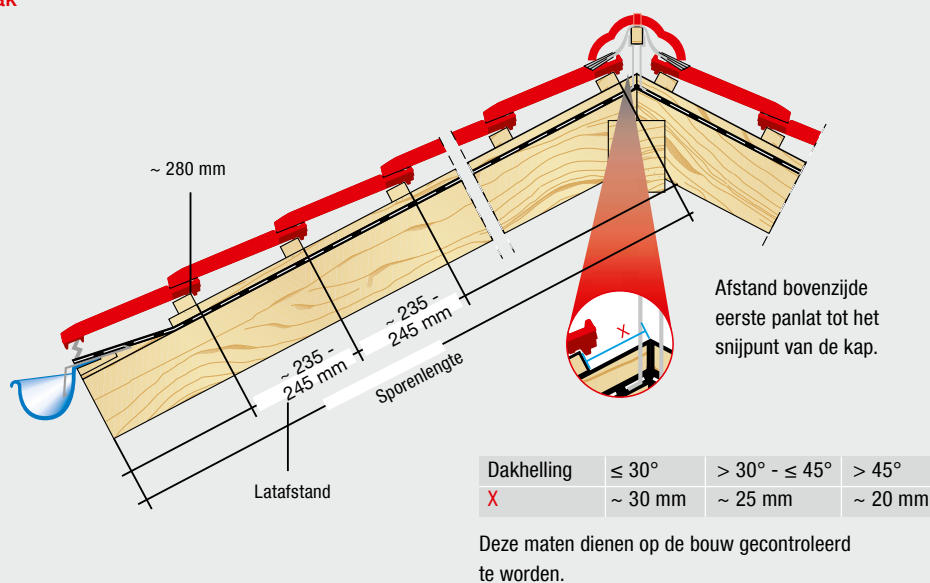 ~ 280 mm
~ 235 -
245 mm
~ 235 -
245 mm
Sporenlengte
Latafstand
X
Afstand bovenzijde
eerste panlat tot het
snijpunt van de kap.
Dakhelling ≤ 30° > 30° - ≤ 45° > 45°
X ~ 30 mm ~ 25 mm ~ 20 mm
Deze maten dienen op de bouw gecontroleerd
te worden.